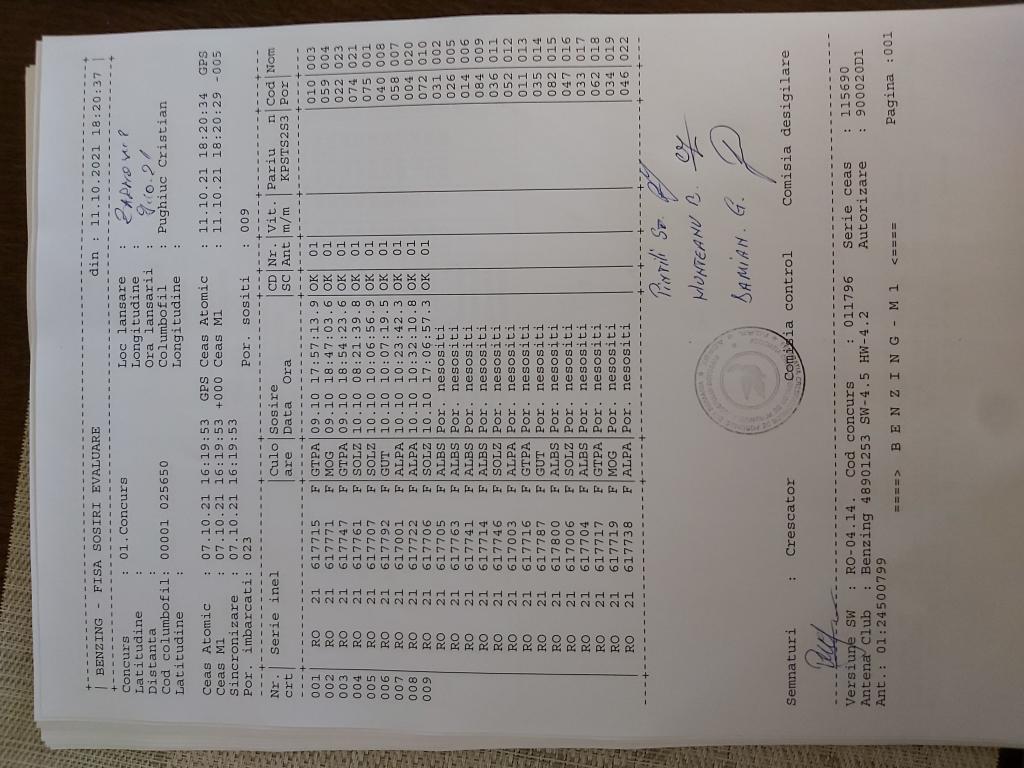 | BENZING - FISA SOSIRI EVALUARE din : 11.10.2021 18:20:37 |
Concurs : 01.Concurs Loc lansare :
Latitudine : Longitudine :
Distanta : Ora lansarii : 9.10.21
Cod columbofil: 00001 025650 Columbofil : Pughiuc Cristian
Latitudine : Longitudine :
Ceas Atomic : 07.10.21 16:19:53 GPS Ceas Atomic : 11.10.21 18:20:34 GPS
Ceas M1 : 07.10.21 16:19:53 +000 Ceas M1 : 11.10.21 18:20:29 -005
Sincronizare : 07.10.21 16:19:53
Por. imbarcati: 023 Por. sositi : 009
Nr.| Serie inel |Culo|Sosire |CD|Nr. |Vit. |Pariu n |Cod|Nom
crt| |are |Data Ora |SC|Ant |m/m | KPSTS2S3|Por|
001 RO 21 617715 F |GTPA |09.10 17:57:13.9|OK| 01 010|003
002 RO 21 617771 F |MOG |09.10 18:47:03.6|OK| 01 059|004
003 RO 21 617747 F |GTPA |09.10 18:54:23.6|OK| 01 022|023
004 RO 21 617761 F |SOLZ |10.10 08:21:39.8|OK| 01 074|021
005 RO 21 617707 F |SOLZ |10.10 10:06:56.9|OK| 01 075|001
006 RO 21 617792 F |GUT |10.10 10:07:19.5|OK| 01 040|008
007 RO 21 617001 F |ALPA |10.10 10:23:42.3|OK| 01 058|007
008 RO 21 617722 F |ALPA |10.10 10:32:10.8|OK| 01 004|020
009 RO 21 617706 F |SOLZ |10.10 17:06:57.3|OK| 01 072|010
RO 21 617705 F |ALBS |Por. nesositi 031|002
RO 21 617763 F |ALBS |Por. nesositi 026|005
RO 21 617741 F |ALBS |Por. nesositi 014|006
RO 21 617714 F |ALBS |Por. nesositi 084|009
RO 21 617746 F |SOLZ |Por. nesositi 036|011
RO 21 617003 F |ALPA |Por. nesositi 052|012
RO 21 617716 F |GTPA |Por. nesositi 011|013
RO 21 617787 F |GUT |Por. nesositi 035|014
RO 21 617800 F |ALBS |Por. nesositi 082|015
RO 21 617006 F |SOLZ |Por. nesositi 047|016
RO 21 617704 F |ALBS |Por. nesositi 033|017
RO 21 617717 F |GTPA |Por. nesositi 062|018
RO 21 617719 F |MOG |Por. nesositi 034|019
RO 21 617738 F |ALPA |Por. nesositi 046|022
MUNTEANU C.
DAMIAN. G.
Semnaturi : Crescator Comisia control Comisia desigilare
Versiune SW : RO-04.14. Cod concurs : 011796 Serie ceas : 115690
Antena Club : Benzing 48901253 SW-4.5 HW-4.2 Autorizare : 900020D1
Ant.: 01:24500799
====> B E N Z I N G - M 1 <==== Pagina :001